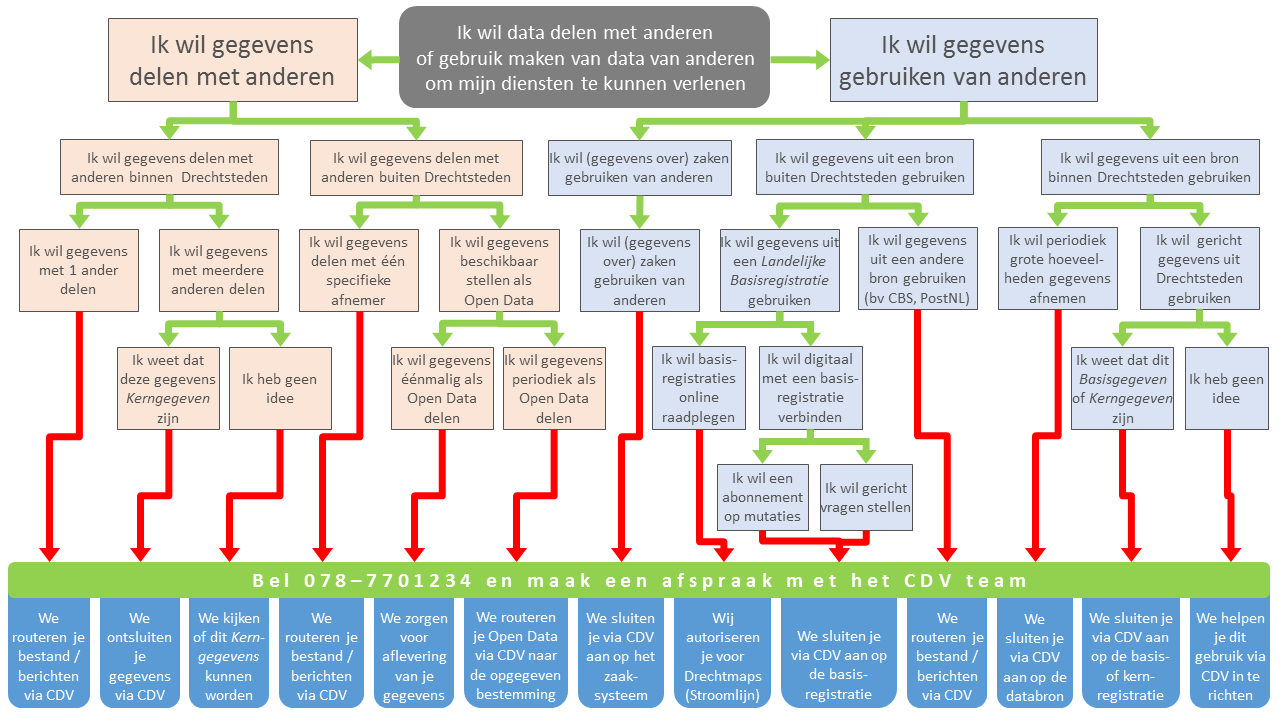 Ik wil data delen met anderen
of gebruik maken van data van anderen
om mijn diensten te kunnen verlenen
Ik wil gegevens
delen met anderen
Ik wil gegevens
gebruiken van anderen
Ik wil gegevens delen met
anderen binnen Drechtsteden
Ik wil gegevens delen met
anderen buiten Drechtsteden
Ik wil (gegevens over) zaken
gebruiken van anderen
Ik wil gegevens uit een bron
buiten Drechtsteden gebruiken
Ik wil gegevens uit een bron
binnen Drechtsteden gebruiken
Ik wil gegevens
met 1 ander
delen
Ik wil gegevens
met meerdere
anderen delen
Ik wil gegevens
delen met één
specifieke
afnemer
Ik wil gegevens
beschikbaar
stellen als
Open Data
Ik wil (gegevens
over) zaken
gebruiken van
anderen
Ik wil gegevens uit
een Landelijke
Basisregistratie
gebruiken
Ik wil gegevens
uit een andere
bron gebruiken
(bv CBS, PostNL)
Ik wil periodiek
grote hoeveel-
heden gegevens
afnemen
Ik wil gericht
gegevens uit
Drechtsteden
gebruiken
Ik weet dat
deze gegevens
Kerngegeven
zijn
Ik heb geen
idee
Ik wil gegevens
éénmalig als
Open Data
delen
Ik wil gegevens
periodiek als
Open Data
delen
Ik wil basis-
registraties
online
raadplegen
Ik wil digitaal
met een basis-
registratie
verbinden
Ik weet dat dit
Basisgegeven
of Kerngegeven
zijn
Ik heb geen
idee
Ik wil een
abonnement
op mutaties
Ik wil gericht
vragen stellen
Bel 078–7701234 en maak een afspraak met het CDV team
We
routeren je
bestand /
berichten
via CDV
We
ontsluiten
je
gegevens
via CDV
We kijken
of dit Kern-
gegevens
kunnen
worden
We
routeren je
bestand /
berichten
via CDV
We zorgen
voor
aflevering
van je
gegevens
We routeren
je Open Data
via CDV naar
de opgegeven
bestemming
We sluiten
je via CDV
aan op het
zaak-
systeem
Wij
autoriseren
je voor
Drechtmaps
(Stroomlijn)
We sluiten je
via CDV aan op
de basis-
registratie
We
routeren je
bestand /
berichten
via CDV
We
sluiten je
via CDV
aan op de
databron
We sluiten je
via CDV aan
op de basis-
of kern-
registratie
We helpen
je dit
gebruik via
CDV in te
richten